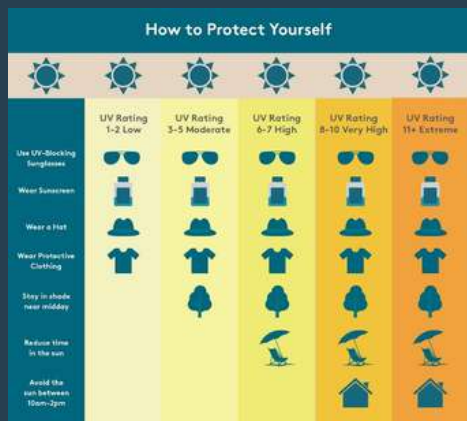 How to Protect Yourself
UV Rating
1-2 Low
UV Rating
3-5 Moderate
UV Rating
6-7 High
UV Rating
8-10 Very High
UV Rating
11+ Extreme
Use UV-Blocking
Sunglasses
Wear Sunscreen
Wear a Hat
Wear Protective
Clothing
Stay in shade
near midday
Reduce time
in the sun
Avoid the
sun between
10am-2pm